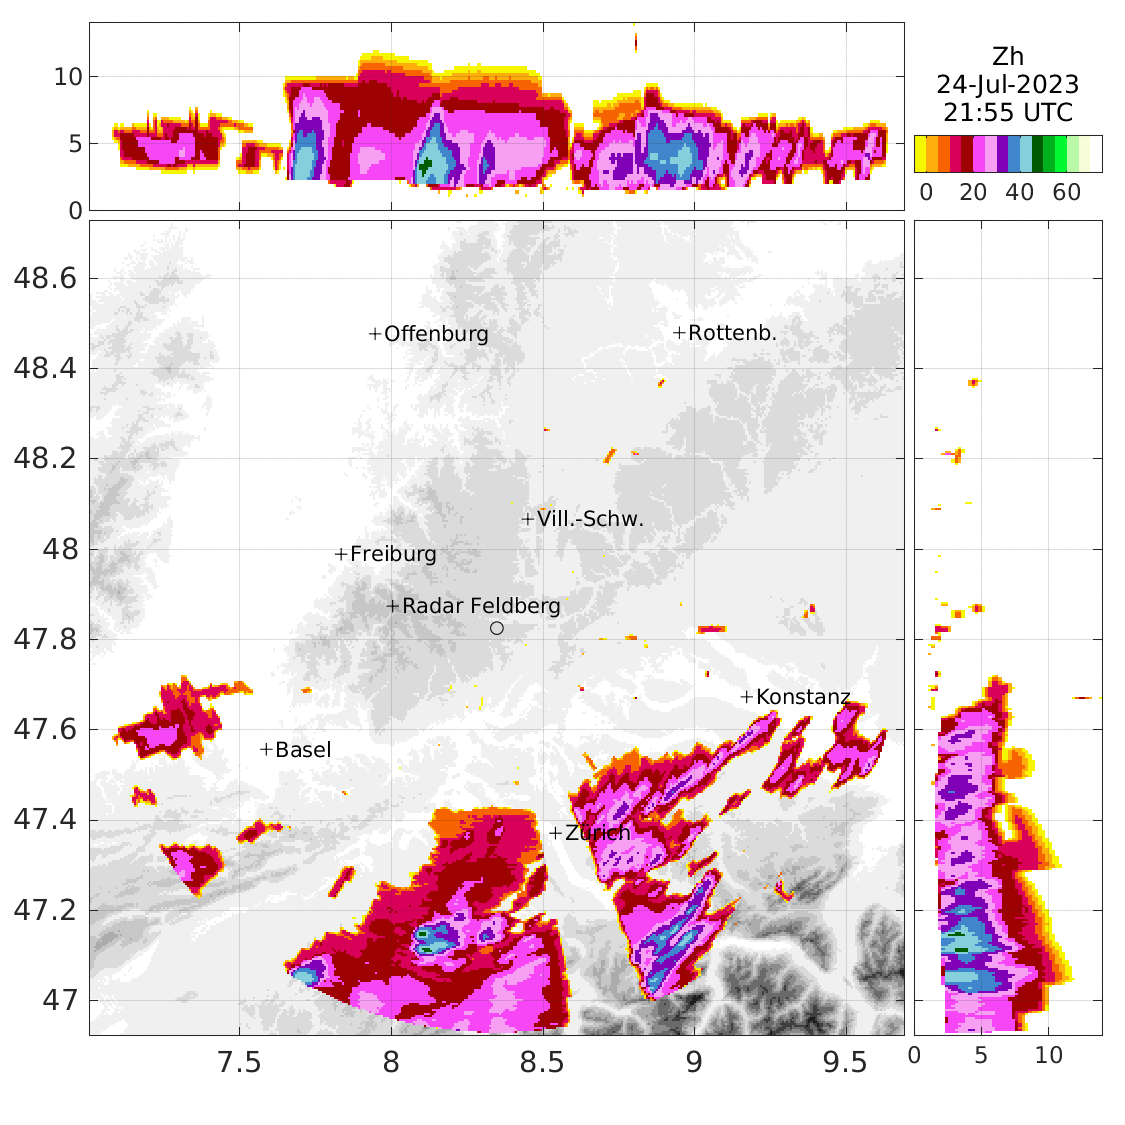 10
5
0
Zh
24-Jul-2023
21:55 UTC
0 20 40 60
48.6
48.4
48.2
48
47.8
47.6
47.4
47.2
47
+Offenburg
+Rottenb.
+Vill.-Schw.
+Freiburg
+Radar Feldberg
+Konstanz
+Basel
+Zürich
7.5 8 8.5 9 9.5
0 5 10